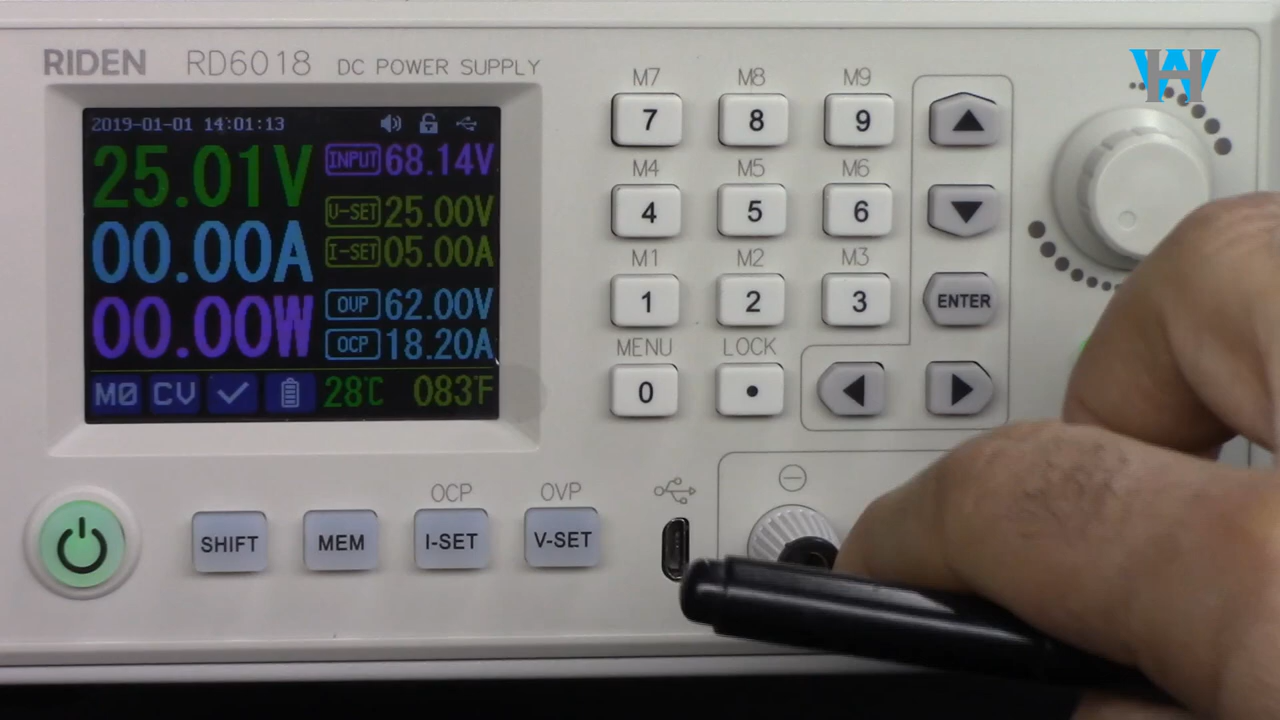 RIDEN RD6018 DC POWER SUPPLY
2019-01-01 14:01:13
25.01V
00.00A
00.00W
INPUT 68.14V
V-SET 25.00V
I-SET 05.00A
OVP 62.00V
OCP 18.20A
M0 CV 28℃ 083℉
M7 M8 M9
7 8 9
M4 M5 M6
4 5 6
M1 M2 M3
1 2 3 ENTER
MENU LOCK
0 •
OCP OVP
SHIFT MEM I-SET V-SET
WH